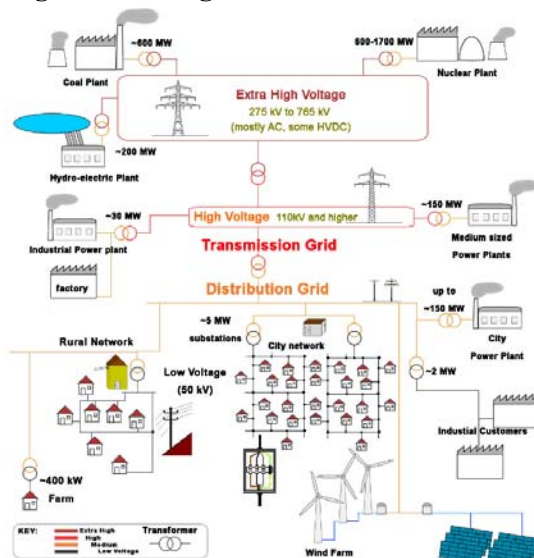 ~600 MW
600-1700 MW
Coal Plant
Nuclear Plant
Extra High Voltage
275 kV to 765 kV
(mostly AC, some HVDC)
~200 MW
Hydro-electric Plant
~30 MW
High Voltage 110kV and higher
~150 MW
Industrial Power plant
Medium sized
Power Plants
Transmission Grid
factory
Distribution Grid
up to
~150 MW
~5 MW
substations
Rural Network
City network
City
Power Plant
Low Voltage
(50 kV)
~2 MW
Industial Customers
~400 kW
Farm
Wind Farm
KEY:
Extra High
High
Medium
Low Voltage
Transformer